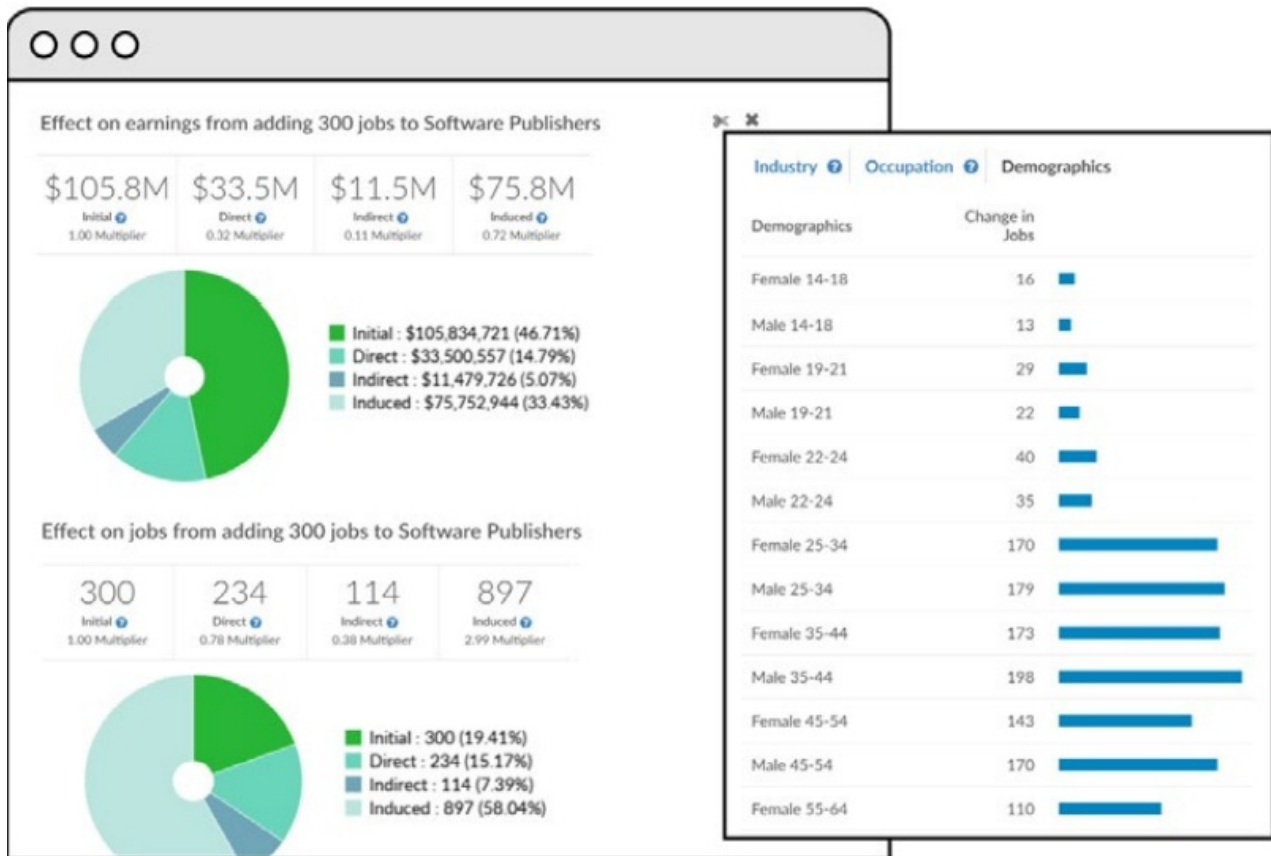 Effect on earnings from adding 300 jobs to Software Publishers
$105.8M $33.5M $11.5M $75.8M
Initial Direct Indirect Induced
1.00 Multiplier 0.32 Multiplier 0.11 Multiplier 0.72 Multiplier
Initial : $105,834,721 (46.71%)
Direct : $33,500,557 (14.79%)
Indirect : $11,479,726 (5.07%)
Induced : $75,752,944 (33.43%)
Effect on jobs from adding 300 jobs to Software Publishers
300 234 114 897
Initial Direct Indirect Induced
1.00 Multiplier 0.78 Multiplier 0.38 Multiplier 2.99 Multiplier
Initial : 300 (19.41%)
Direct : 234 (15.17%)
Indirect : 114 (7.39%)
Induced : 897 (58.04%)
Industry Occupation Demographics
Demographics Change in
Jobs
Female 14-18 16
Male 14-18 13
Female 19-21 29
Male 19-21 22
Female 22-24 40
Male 22-24 35
Female 25-34 170
Male 25-34 179
Female 35-44 173
Male 35-44 198
Female 45-54 143
Male 45-54 170
Female 55-64 110